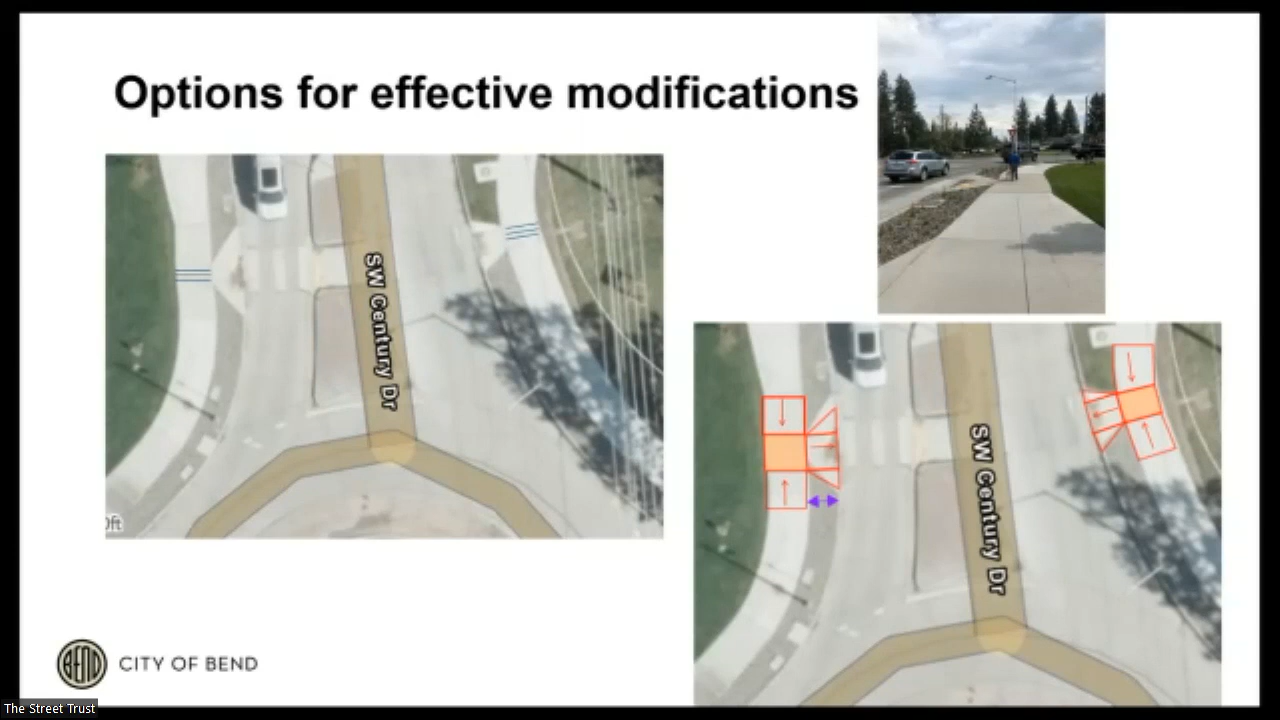 Options for effective modifications
SW Century Dr
0ft
SW Century Dr
BEND
CITY OF BEND
The Street Trust